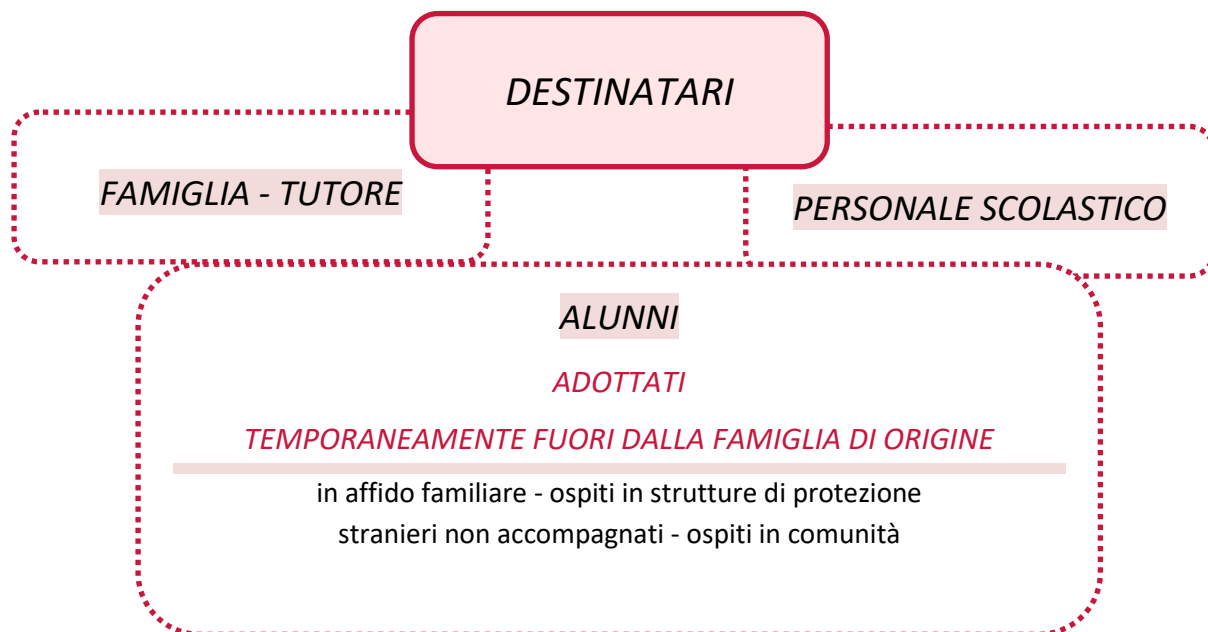 DESTINATARI
FAMIGLIA - TUTORE
PERSONALE SCOLASTICO
ALUNNI
ADOTTATI
TEMPORANEAMENTE FUORI DALLA FAMIGLIA DI ORIGINE
in affido familiare - ospiti in strutture di protezione
stranieri non accompagnati - ospiti in comunità